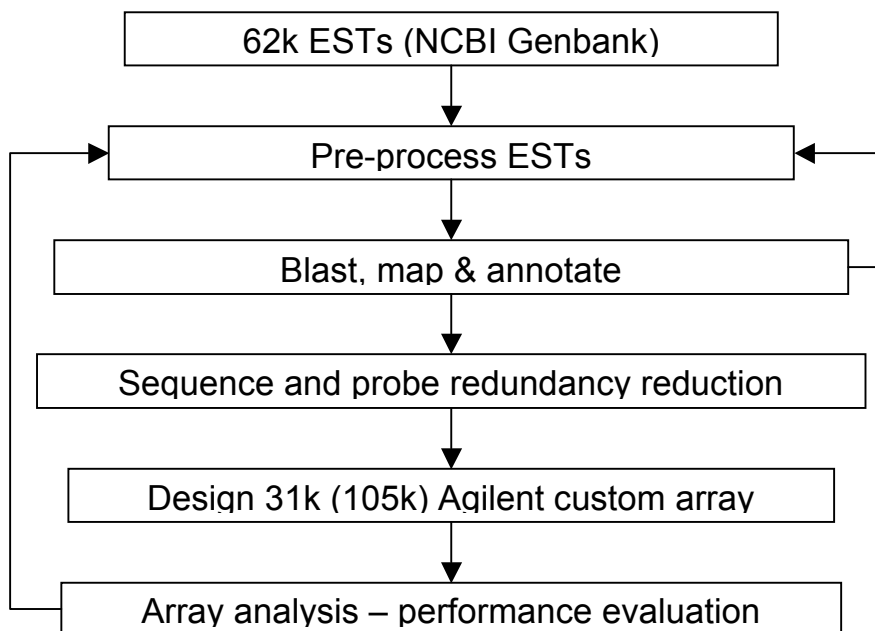 62k ESTs (NCBI Genbank)
Pre-process ESTs
Blast, map & annotate
Sequence and probe redundancy reduction
Design 31k (105k) Agilent custom array
Array analysis – performance evaluation